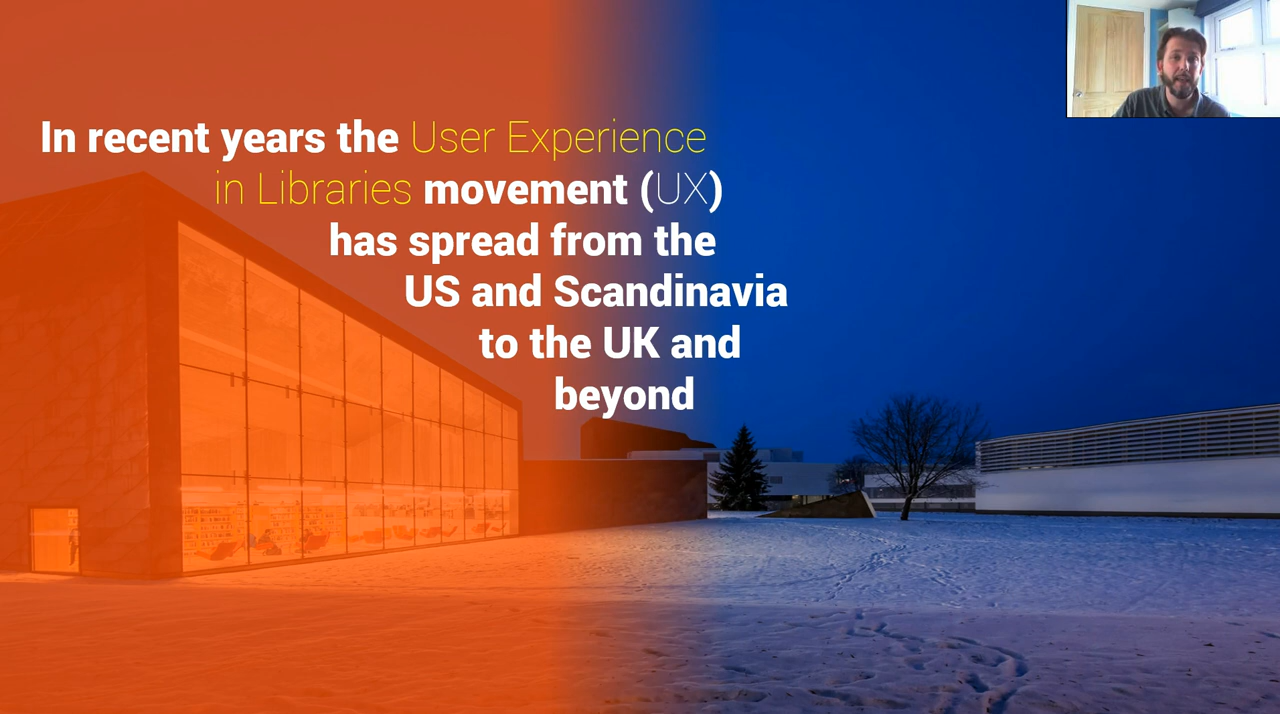 In recent years the User Experience
in Libraries movement (UX)
has spread from the
US and Scandinavia
to the UK and
beyond